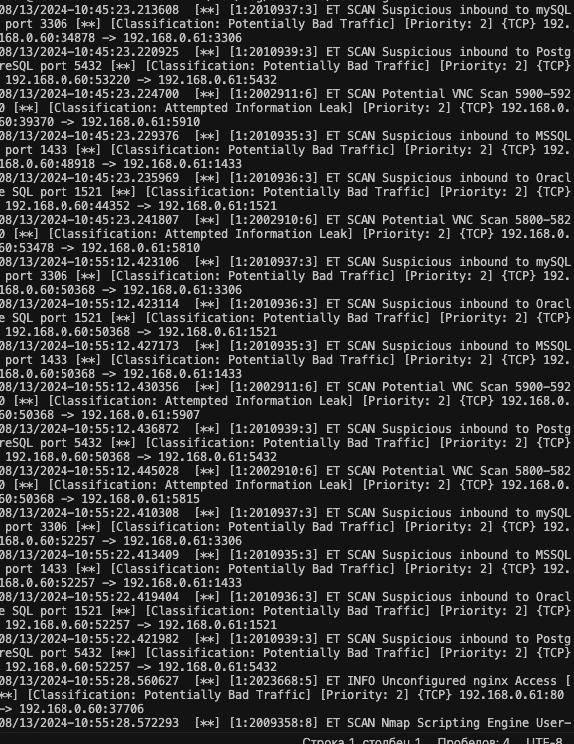 08/13/2024-10:45:23.213608  [**] [1:2010937:3] ET SCAN Suspicious inbound to mySQL
port 3306 [**] [Classification: Potentially Bad Traffic] [Priority: 2] {TCP} 192.
168.0.60:34878 -> 192.168.0.61:3306
08/13/2024-10:45:23.220925  [**] [1:2010939:3] ET SCAN Suspicious inbound to Postg
reSQL port 5432 [**] [Classification: Potentially Bad Traffic] [Priority: 2] {TCP}
192.168.0.60:53220 -> 192.168.0.61:5432
08/13/2024-10:45:23.224700  [**] [1:2002911:6] ET SCAN Potential VNC Scan 5900-592
0 [**] [Classification: Attempted Information Leak] [Priority: 2] {TCP} 192.168.0.
60:39370 -> 192.168.0.61:5910
08/13/2024-10:45:23.229376  [**] [1:2010935:3] ET SCAN Suspicious inbound to MSSQL
port 1433 [**] [Classification: Potentially Bad Traffic] [Priority: 2] {TCP} 192.
168.0.60:48918 -> 192.168.0.61:1433
08/13/2024-10:45:23.235969  [**] [1:2010936:3] ET SCAN Suspicious inbound to Oracl
e SQL port 1521 [**] [Classification: Potentially Bad Traffic] [Priority: 2] {TCP}
192.168.0.60:44352 -> 192.168.0.61:1521
08/13/2024-10:45:23.241807  [**] [1:2002910:6] ET SCAN Potential VNC Scan 5800-582
0 [**] [Classification: Attempted Information Leak] [Priority: 2] {TCP} 192.168.0.
60:53478 -> 192.168.0.61:5810
08/13/2024-10:55:12.423106  [**] [1:2010937:3] ET SCAN Suspicious inbound to mySQL
port 3306 [**] [Classification: Potentially Bad Traffic] [Priority: 2] {TCP} 192.
168.0.60:50368 -> 192.168.0.61:3306
08/13/2024-10:55:12.423114  [**] [1:2010936:3] ET SCAN Suspicious inbound to Oracl
e SQL port 1521 [**] [Classification: Potentially Bad Traffic] [Priority: 2] {TCP}
192.168.0.60:50368 -> 192.168.0.61:1521
08/13/2024-10:55:12.427173  [**] [1:2010935:3] ET SCAN Suspicious inbound to MSSQL
port 1433 [**] [Classification: Potentially Bad Traffic] [Priority: 2] {TCP} 192.
168.0.60:50368 -> 192.168.0.61:1433
08/13/2024-10:55:12.430356  [**] [1:2002911:6] ET SCAN Potential VNC Scan 5900-592
0 [**] [Classification: Attempted Information Leak] [Priority: 2] {TCP} 192.168.0.
60:50368 -> 192.168.0.61:5907
08/13/2024-10:55:12.436872  [**] [1:2010939:3] ET SCAN Suspicious inbound to Postg
reSQL port 5432 [**] [Classification: Potentially Bad Traffic] [Priority: 2] {TCP}
192.168.0.60:50368 -> 192.168.0.61:5432
08/13/2024-10:55:12.445028  [**] [1:2002910:6] ET SCAN Potential VNC Scan 5800-582
0 [**] [Classification: Attempted Information Leak] [Priority: 2] {TCP} 192.168.0.
60:50368 -> 192.168.0.61:5815
08/13/2024-10:55:22.410308  [**] [1:2010937:3] ET SCAN Suspicious inbound to mySQL
port 3306 [**] [Classification: Potentially Bad Traffic] [Priority: 2] {TCP} 192.
168.0.60:52257 -> 192.168.0.61:3306
08/13/2024-10:55:22.413409  [**] [1:2010935:3] ET SCAN Suspicious inbound to MSSQL
port 1433 [**] [Classification: Potentially Bad Traffic] [Priority: 2] {TCP} 192.
168.0.60:52257 -> 192.168.0.61:1433
08/13/2024-10:55:22.419404  [**] [1:2010936:3] ET SCAN Suspicious inbound to Oracl
e SQL port 1521 [**] [Classification: Potentially Bad Traffic] [Priority: 2] {TCP}
192.168.0.60:52257 -> 192.168.0.61:1521
08/13/2024-10:55:22.421982  [**] [1:2010939:3] ET SCAN Suspicious inbound to Postg
reSQL port 5432 [**] [Classification: Potentially Bad Traffic] [Priority: 2] {TCP}
192.168.0.60:52257 -> 192.168.0.61:5432
08/13/2024-10:55:28.560627  [**] [1:2023668:5] ET INFO Unconfigured nginx Access [
**] [Classification: Potentially Bad Traffic] [Priority: 2] {TCP} 192.168.0.61:80
-> 192.168.0.60:37706
08/13/2024-10:55:28.572293  [**] [1:2009358:8] ET SCAN Nmap Scripting Engine User-
Строка 1, столбец 1 Пробелов: 4 UTF-8